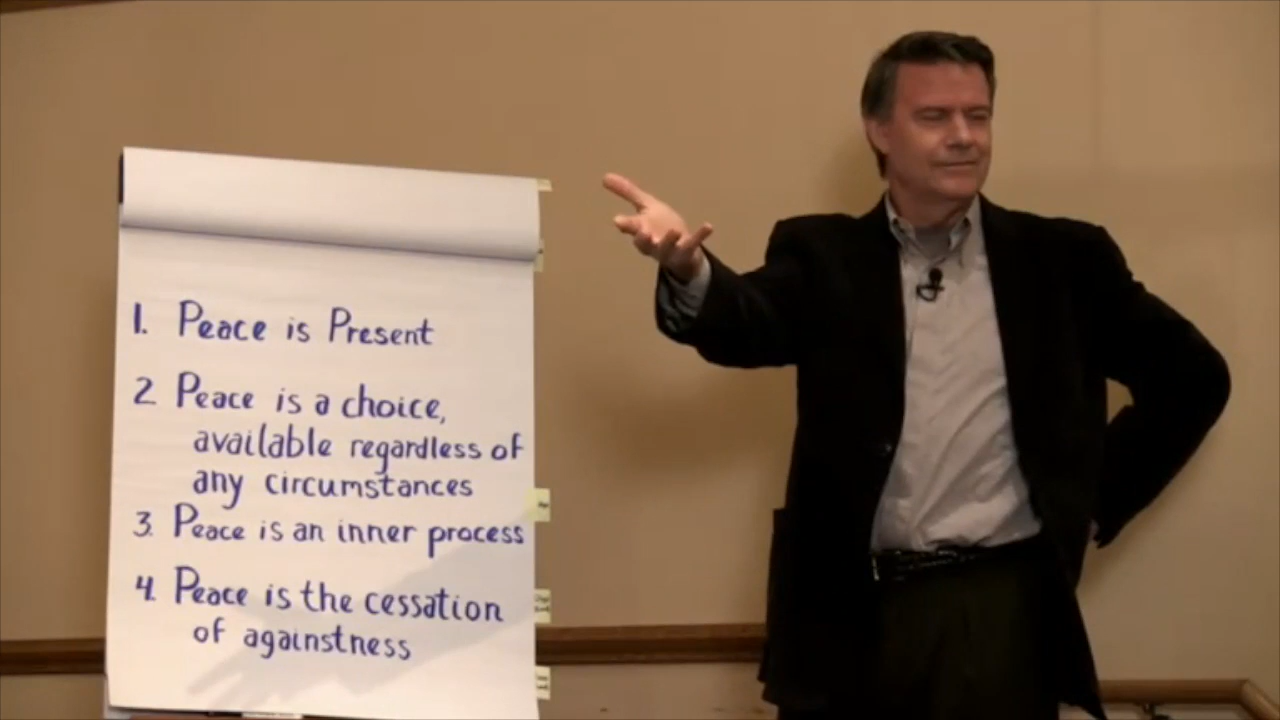 1. Peace is Present
2 Peace is a choice,
available regardless of
any circumstances
3. Peace is an inner process
4. Peace is the cessation
of againstness